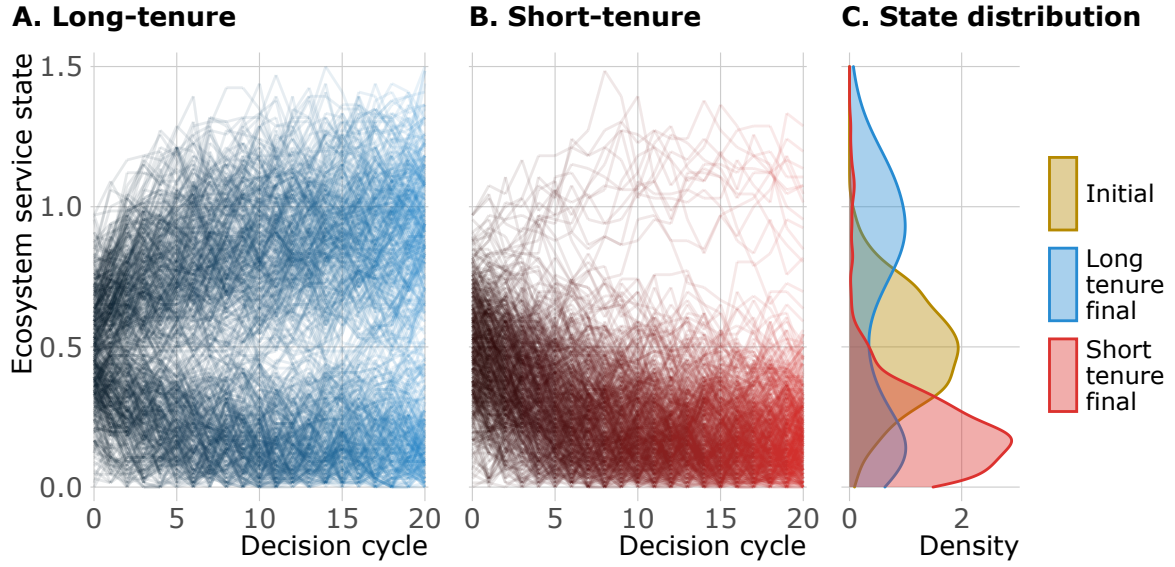 A. Long-tenure
B. Short-tenure
C. State distribution
Ecosystem service state
1.5
1.0
0.5
0.0
0
5
10
15
20
Decision cycle
0
5
10
15
20
Decision cycle
0
2
Density
Initial
Long
tenure
final
Short
tenure
final